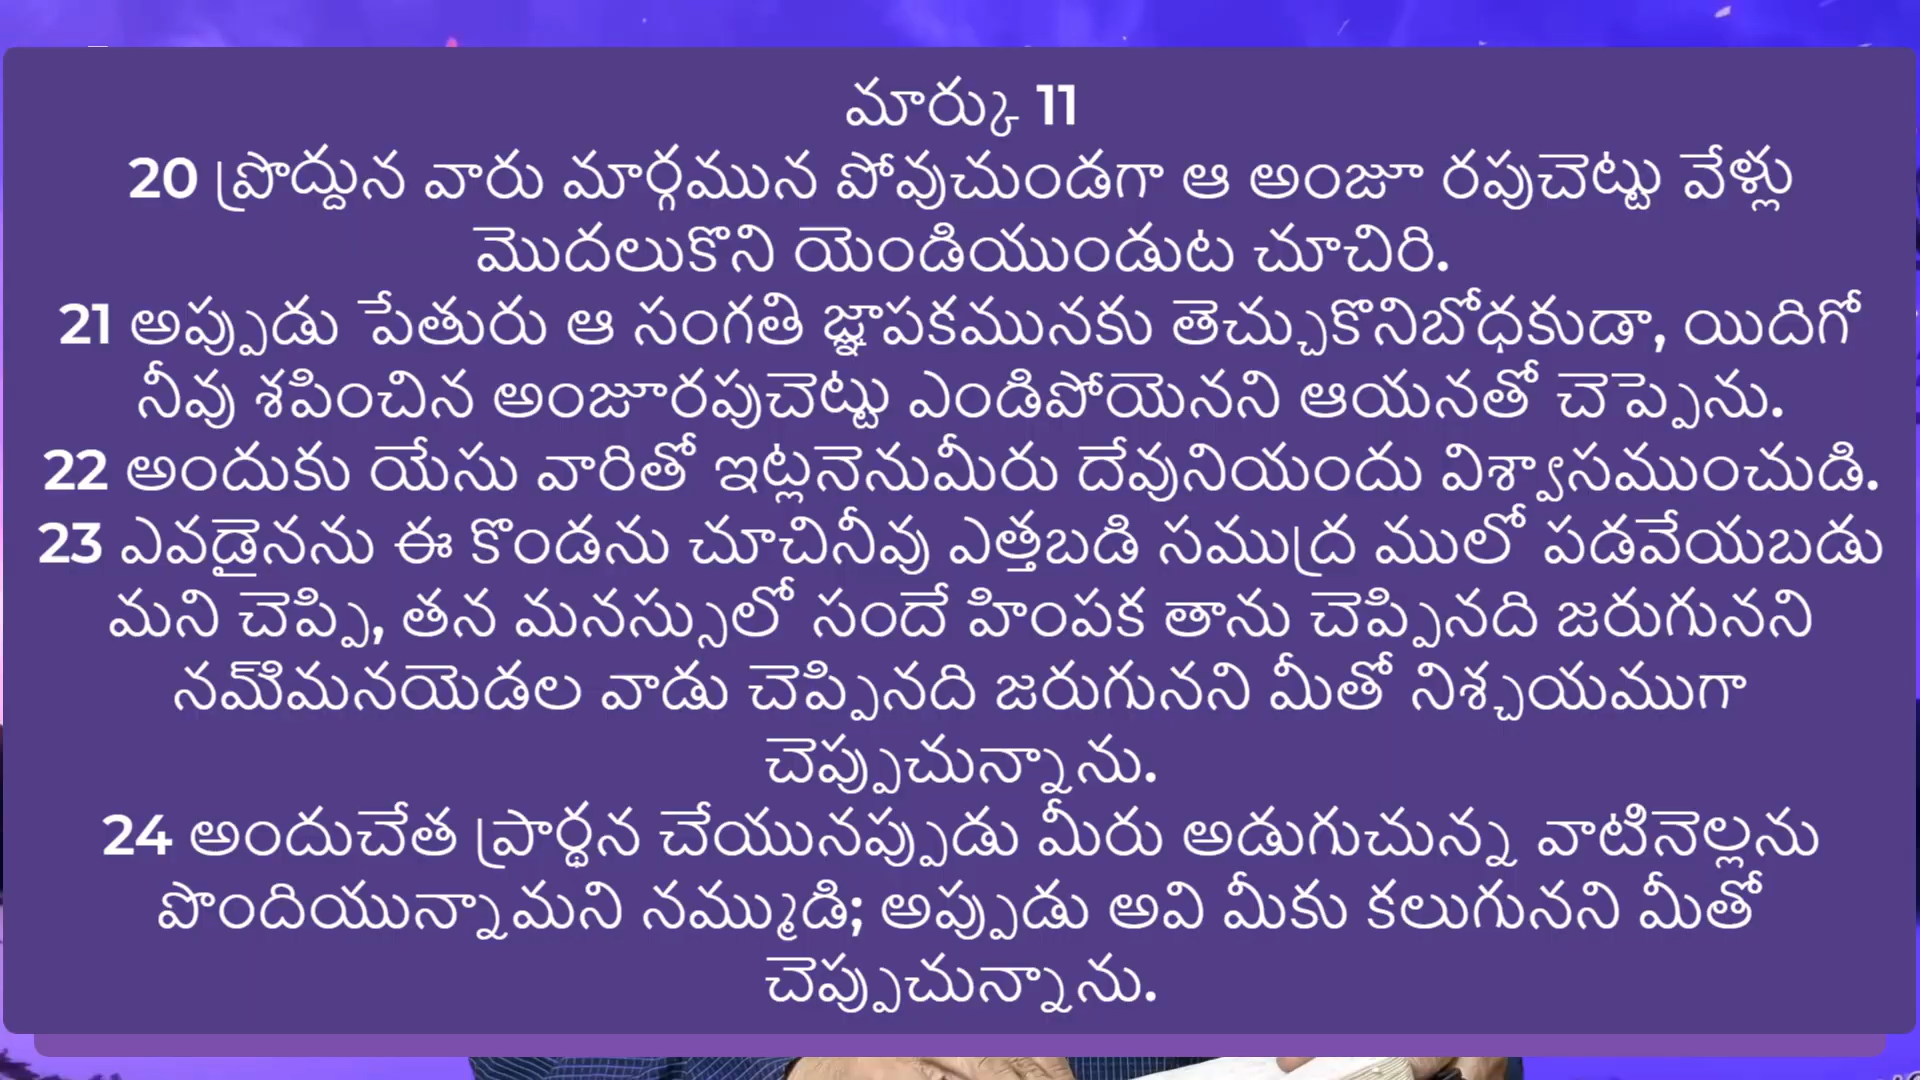 మార్కు 11
20 ప్రొద్దున వారు మార్గమున పోవుచుండగా ఆ అంజూ రపుచెట్టు వేళ్లు
మొదలుకొని యెండియుండుట చూచిరి.
21 అప్పుడు పేతురు ఆ సంగతి జ్ఞాపకమునకు తెచ్చుకొనిబోధకుడా, యిదిగో
నీవు శపించిన అంజూరపుచెట్టు ఎండిపోయెనని ఆయనతో చెప్పెను.
22 అందుకు యేసు వారితో ఇట్లనెనుమీరు దేవునియందు విశ్వాసముంచుడి.
23 ఎవడైనను ఈ కొండను చూచినీవు ఎత్తబడి సముద్ర ములో పడవేయబడు
మని చెప్పి, తన మనస్సులో సందే హింపక తాను చెప్పినది జరుగునని
నమి్మనయెడల వాడు చెప్పినది జరుగునని మీతో నిశ్చయముగా
చెప్పుచున్నాను.
24 అందుచేత ప్రార్థన చేయునప్పుడు మీరు అడుగుచున్న వాటినెల్లను
పొందియున్నామని నమ్ముడి; అప్పుడు అవి మీకు కలుగునని మీతో
చెప్పుచున్నాను.